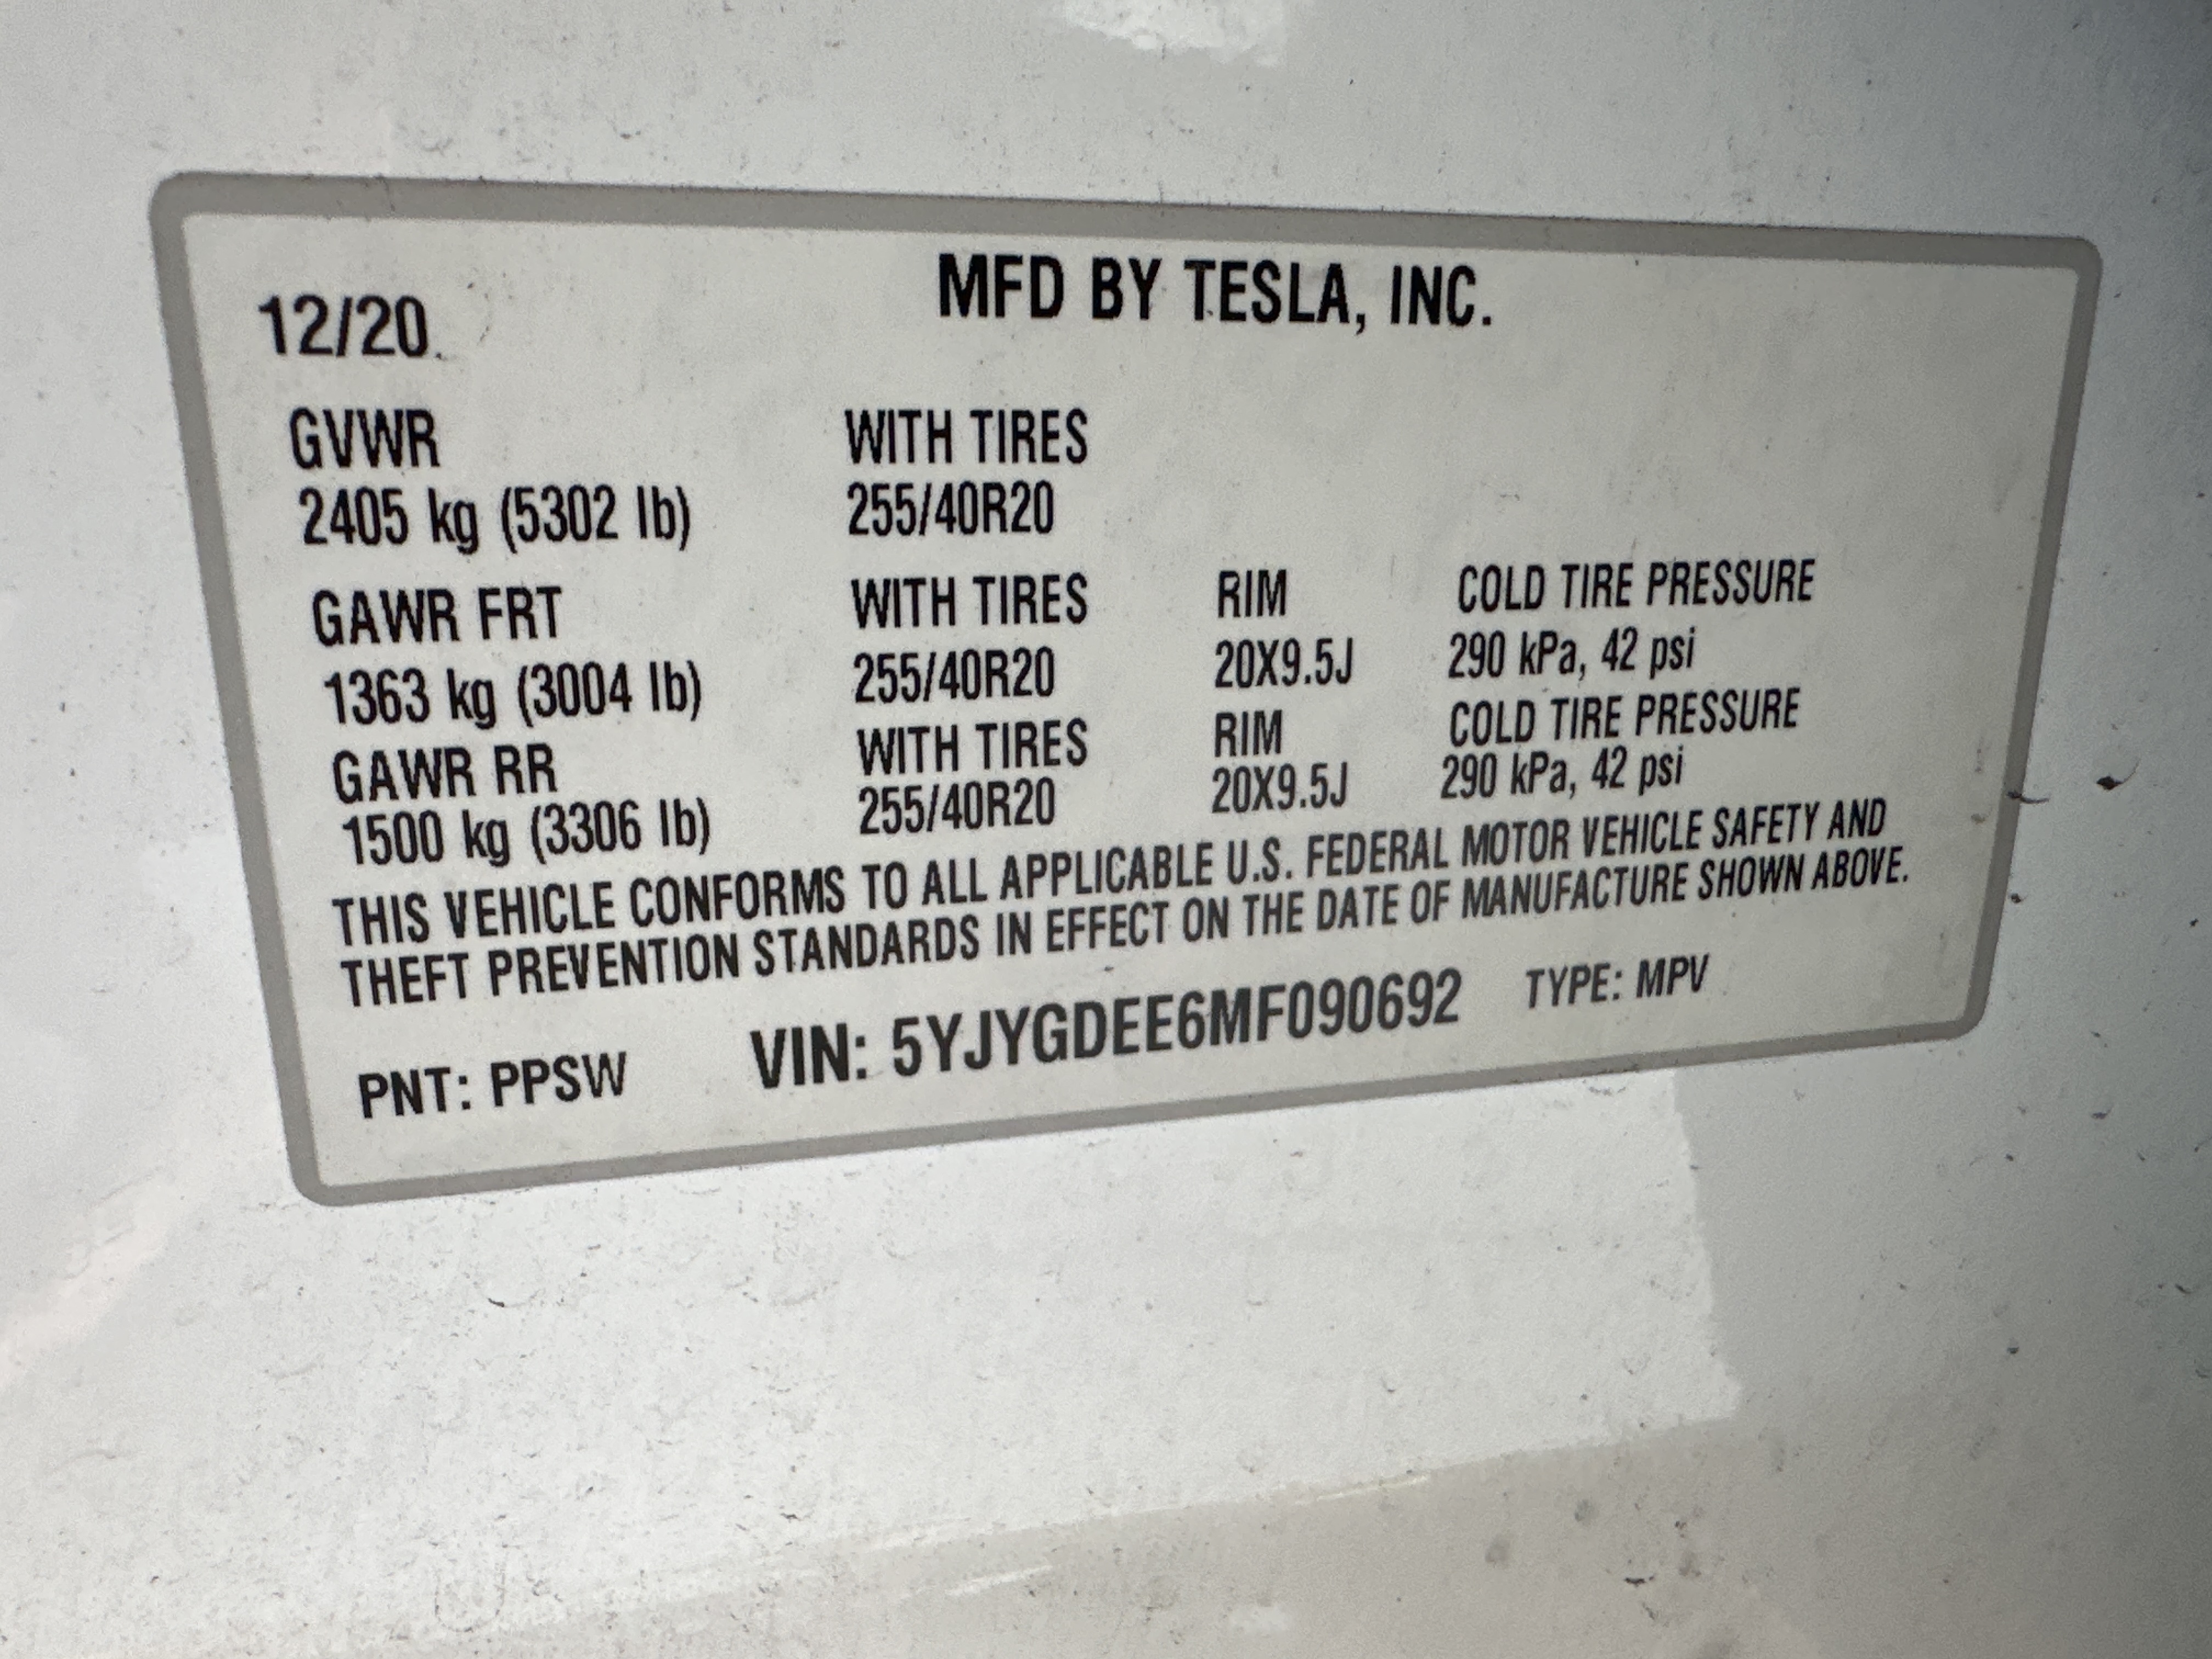 MFD BY TESLA, INC.
12/20
GVWR WITH TIRES
2405 kg (5302 lb) 255/40R20
GAWR FRT WITH TIRES RIM COLD TIRE PRESSURE
1363 kg (3004 lb) 255/40R20 20X9.5J 290 kPa, 42 psi
GAWR RR WITH TIRES RIM COLD TIRE PRESSURE
1500 kg (3306 lb) 255/40R20 20X9.5J 290 kPa, 42 psi
THIS VEHICLE CONFORMS TO ALL APPLICABLE U.S. FEDERAL MOTOR VEHICLE SAFETY AND
THEFT PREVENTION STANDARDS IN EFFECT ON THE DATE OF MANUFACTURE SHOWN ABOVE.
PNT: PPSW VIN: 5YJYGDEE6MF090692 TYPE: MPV